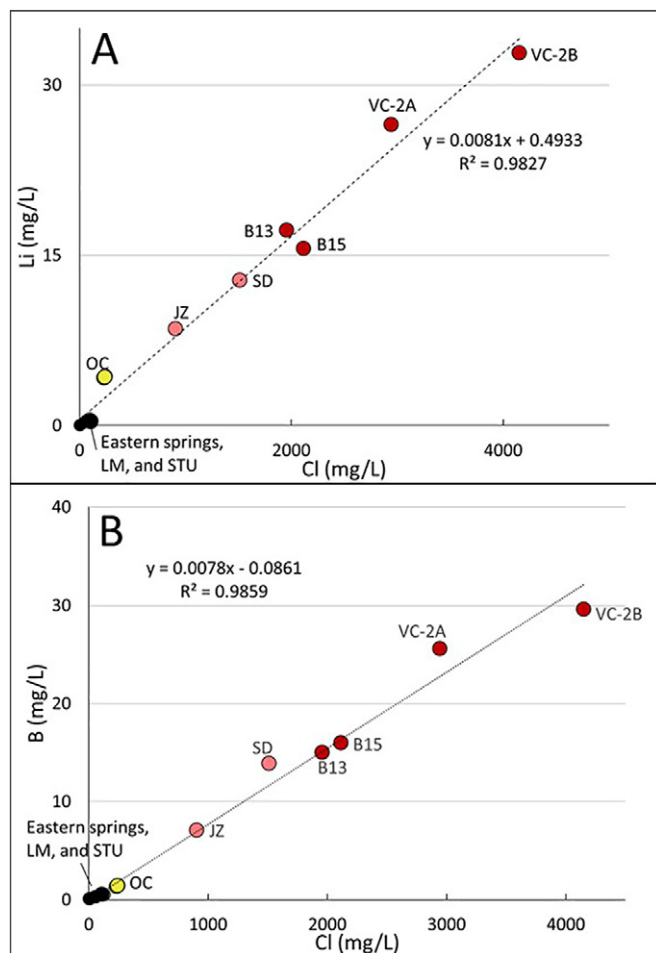 A
30
15
0
Li (mg/L)
VC-2B
VC-2A
y = 0.0081x + 0.4933
R² = 0.9827
B13
B15
SD
JZ
OC
Eastern springs,
LM, and STU
0
2000
4000
Cl (mg/L)
B
40
30
20
10
0
B (mg/L)
y = 0.0078x - 0.0861
R² = 0.9859
VC-2A
VC-2B
SD
B15
B13
JZ
Eastern springs,
LM, and STU
OC
0
1000
2000
3000
4000
Cl (mg/L)